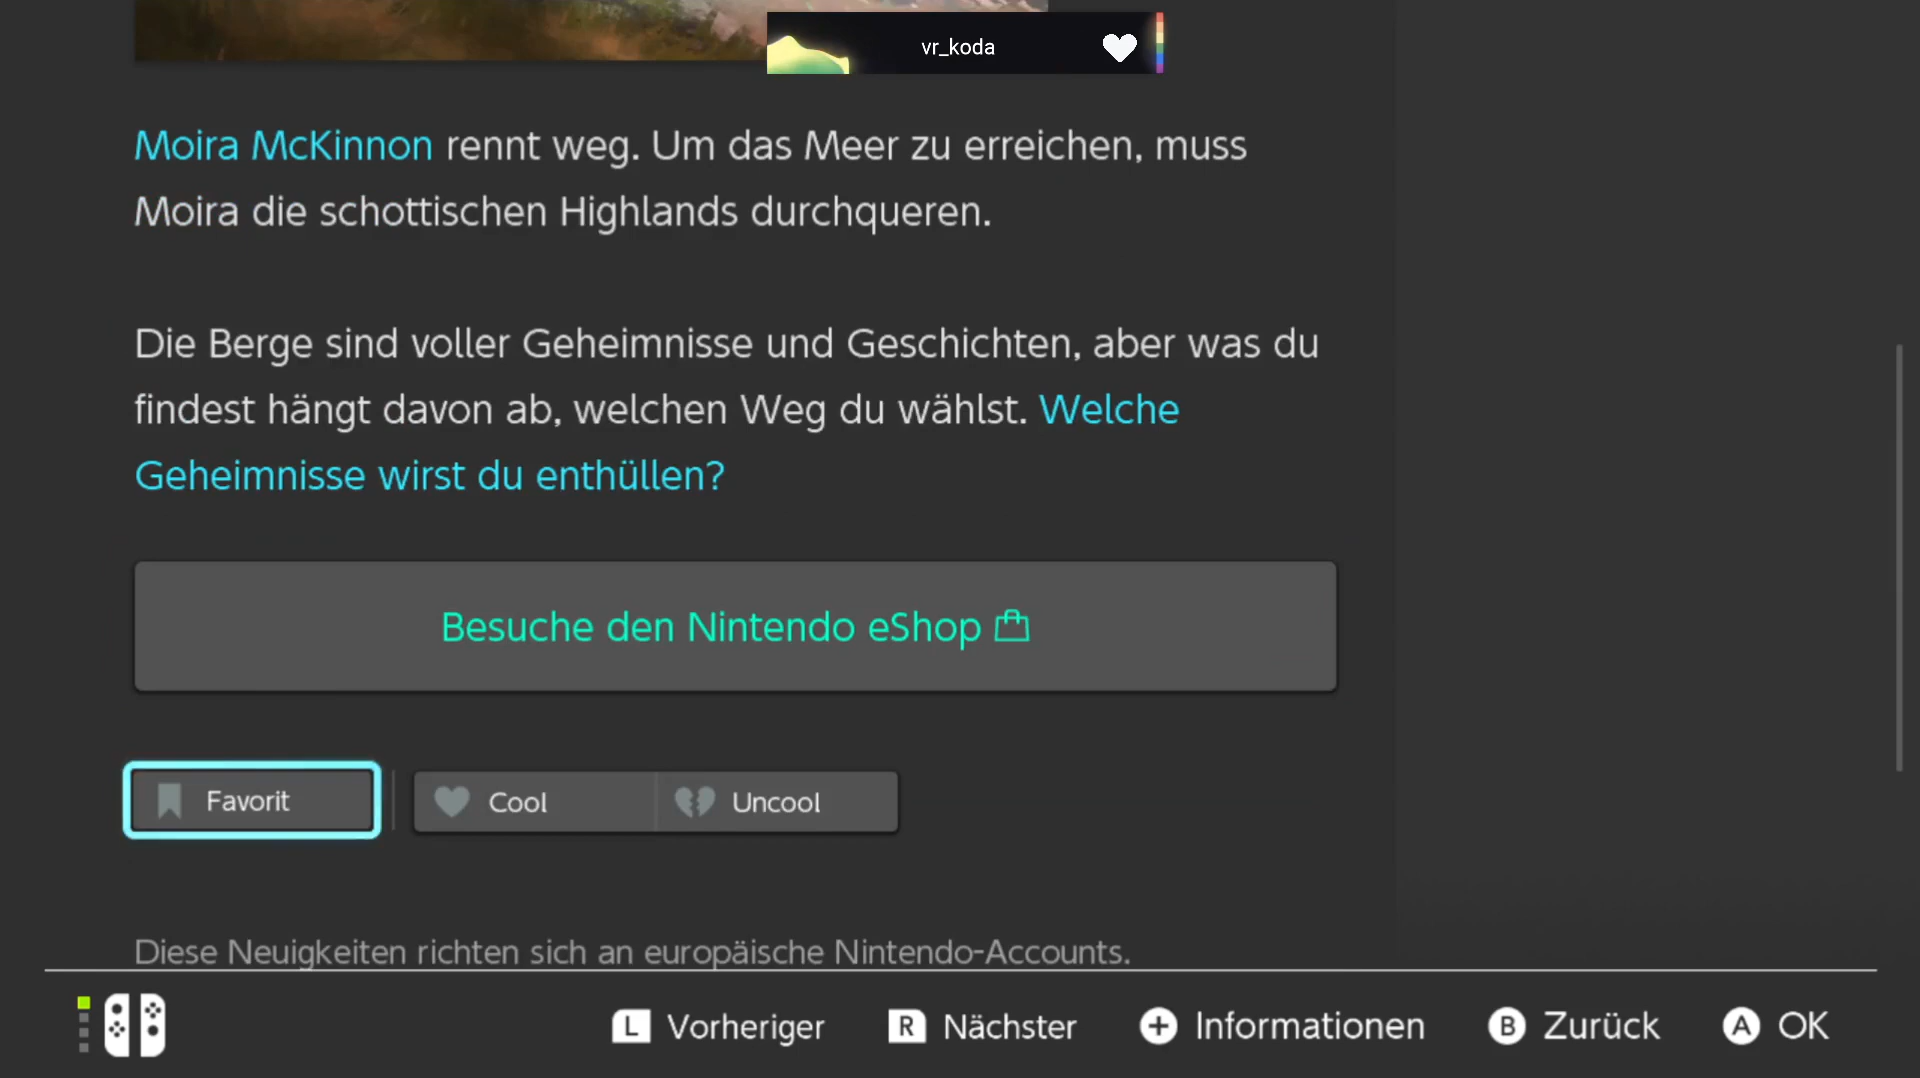 vr_koda
Moira McKinnon rennt weg. Um das Meer zu erreichen, muss
Moira die schottischen Highlands durchqueren.
Die Berge sind voller Geheimnisse und Geschichten, aber was du
findest hängt davon ab, welchen Weg du wählst. Welche
Geheimnisse wirst du enthüllen?
Besuche den Nintendo eShop
Favorit
Cool
Uncool
Diese Neuigkeiten richten sich an europäische Nintendo-Accounts.
L Vorheriger
R Nächster
+ Informationen
B Zurück
A OK